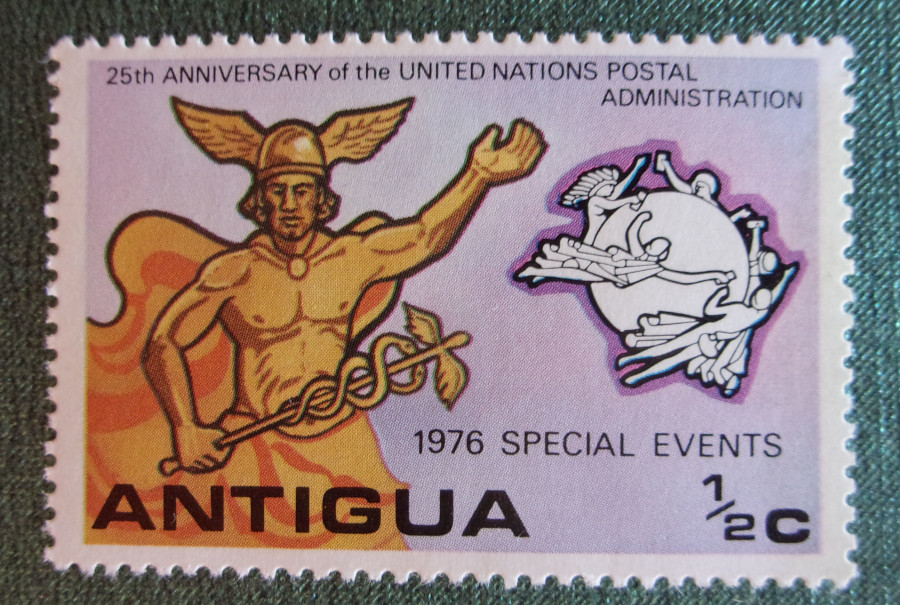 25th ANNIVERSARY of the UNITED NATIONS POSTAL
ADMINISTRATION
1976 SPECIAL EVENTS
ANTIGUA
1/2C